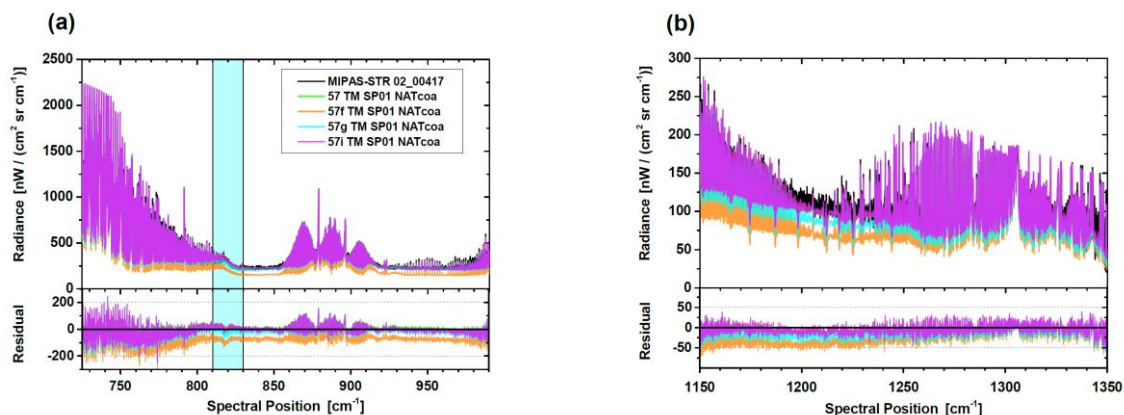 (a)
2500
2000
1500
1000
500
0
Radiance [nW / (cm² sr cm⁻¹)]
MIPAS-STR 02_00417
57 TM SP01 NATcoa
57f TM SP01 NATcoa
57g TM SP01 NATcoa
57i TM SP01 NATcoa
200
0
-200
Residual
750
800
850
900
950
Spectral Position [cm⁻¹]
(b)
300
250
200
150
100
50
0
Radiance [nW / (cm² sr cm⁻¹)]
50
0
-50
Residual
1150
1200
1250
1300
1350
Spectral Position [cm⁻¹]